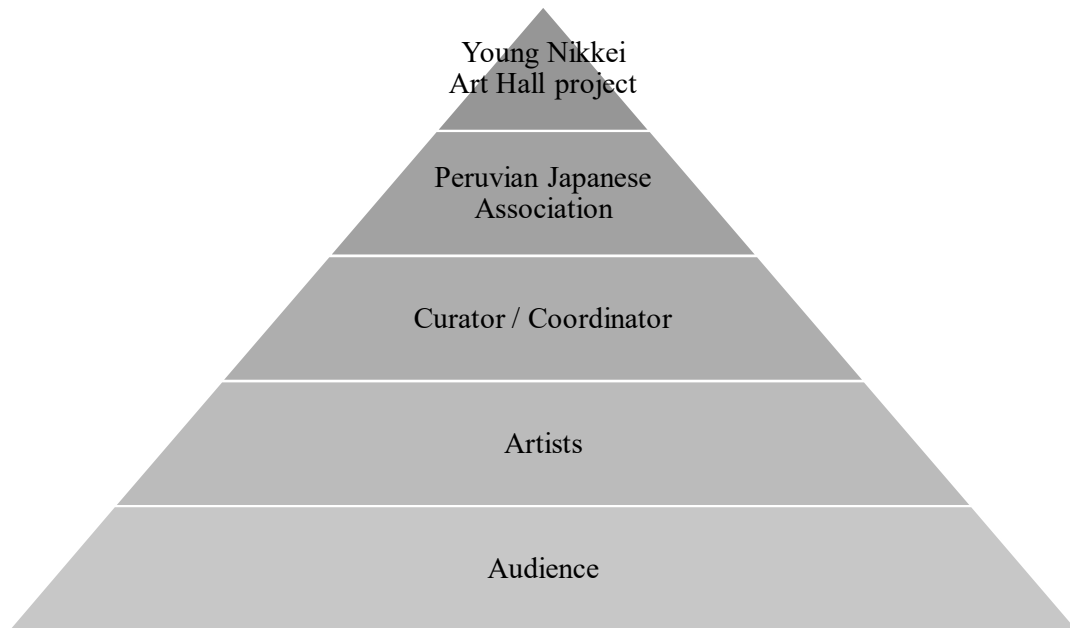 Young Nikkei
Art Hall project
Peruvian Japanese
Association
Curator / Coordinator
Artists
Audience